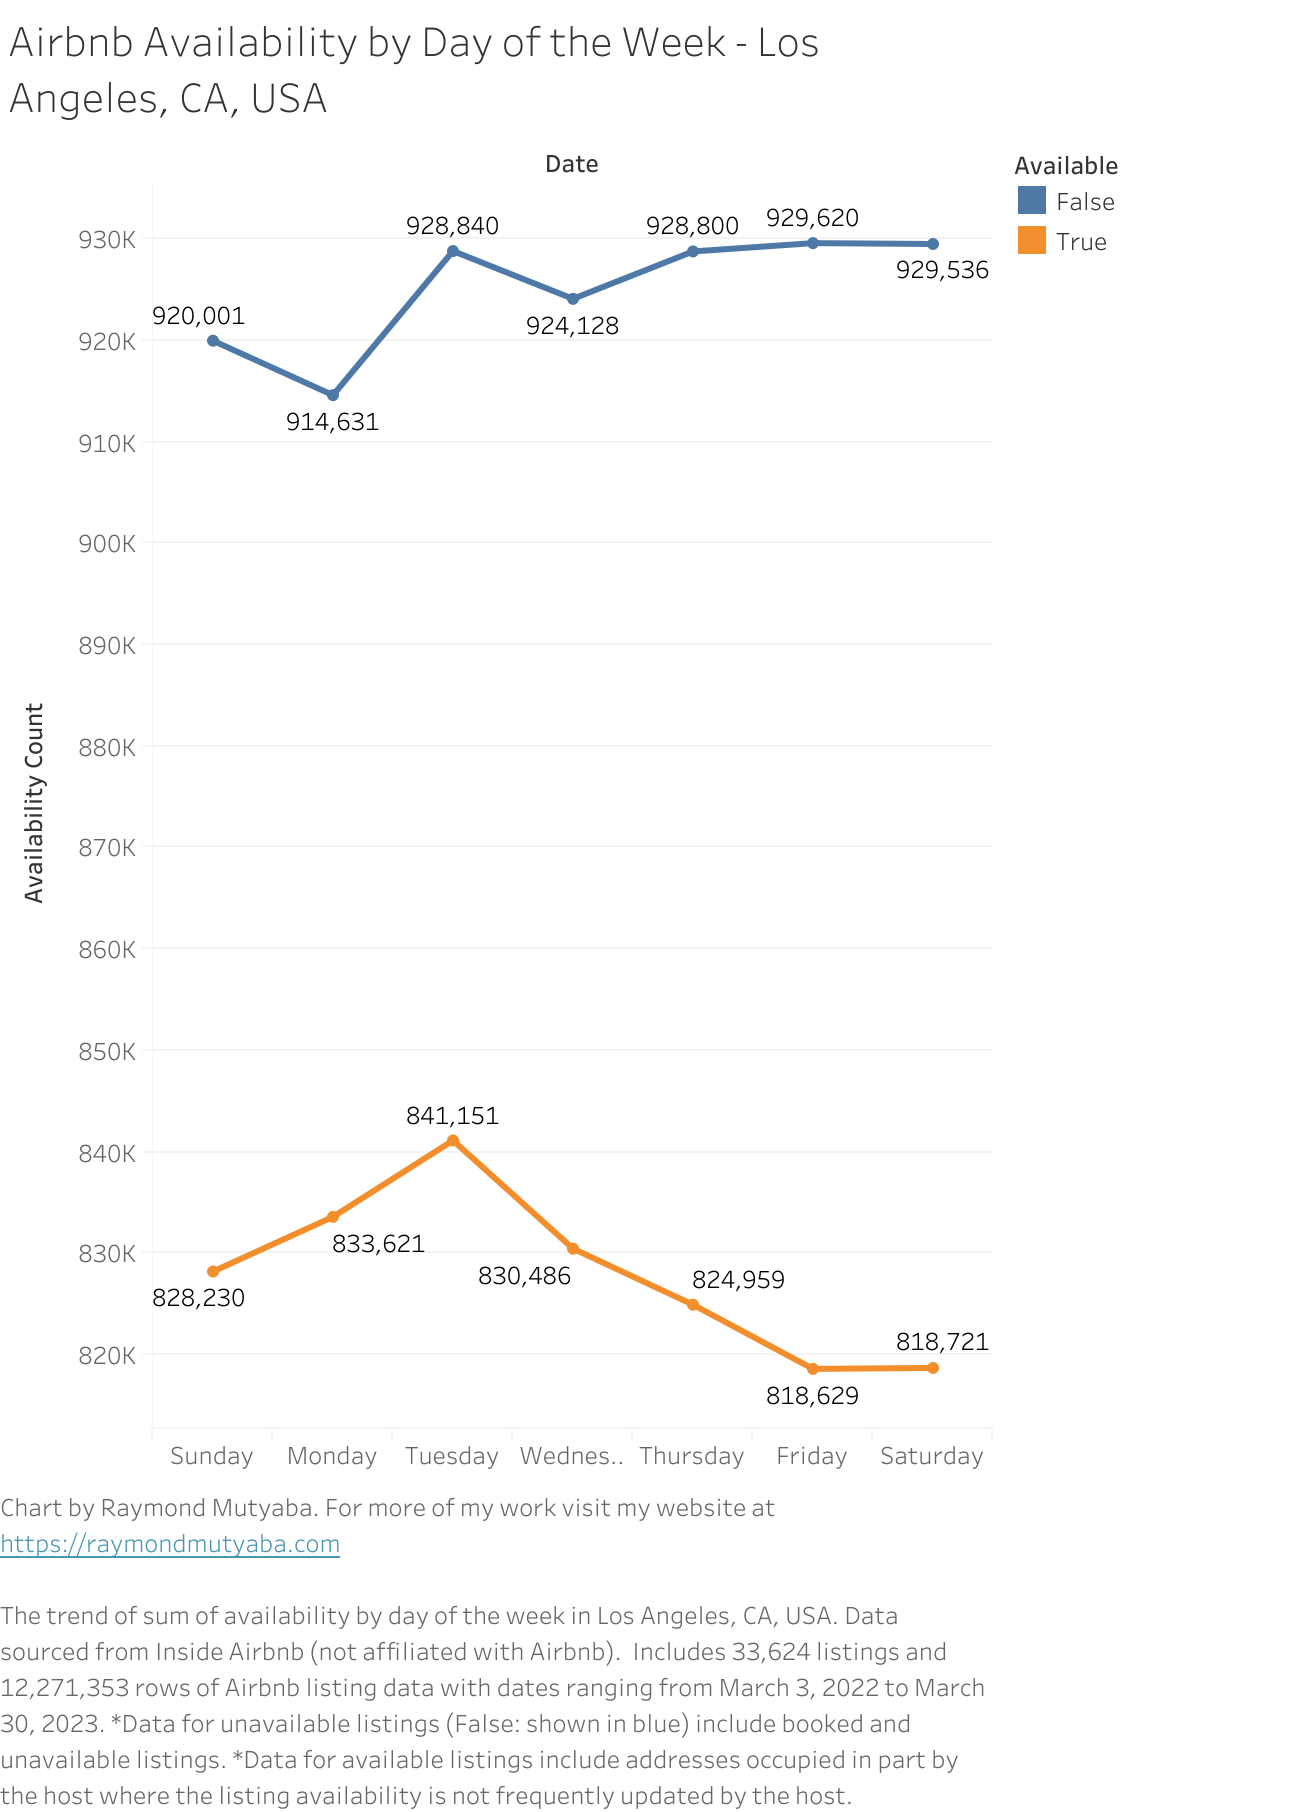 Airbnb Availability by Day of the Week - Los
Angeles, CA, USA
Date
Available
False
True
930K
920K
910K
900K
890K
880K
870K
860K
850K
840K
830K
820K
Availability Count
920,001
914,631
928,840
924,128
928,800
929,620
929,536
828,230
833,621
841,151
830,486
824,959
818,629
818,721
Sunday
Monday
Tuesday
Wednes..
Thursday
Friday
Saturday
Chart by Raymond Mutyaba. For more of my work visit my website at
https://raymondmutyaba.com
The trend of sum of availability by day of the week in Los Angeles, CA, USA. Data
sourced from Inside Airbnb (not affiliated with Airbnb).  Includes 33,624 listings and
12,271,353 rows of Airbnb listing data with dates ranging from March 3, 2022 to March
30, 2023. *Data for unavailable listings (False: shown in blue) include booked and
unavailable listings. *Data for available listings include addresses occupied in part by
the host where the listing availability is not frequently updated by the host.